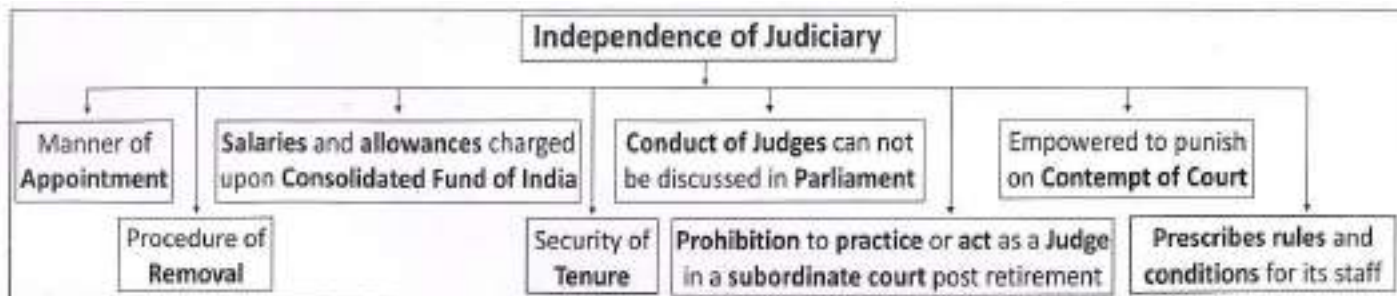 Independence of Judiciary
Manner of
Appointment
Salaries and allowances charged
upon Consolidated Fund of India
Conduct of Judges can not
be discussed in Parliament
Empowered to punish
on Contempt of Court
Procedure of
Removal
Security of
Tenure
Prohibition to practice or act as a Judge
in a subordinate court post retirement
Prescribes rules and
conditions for its staff